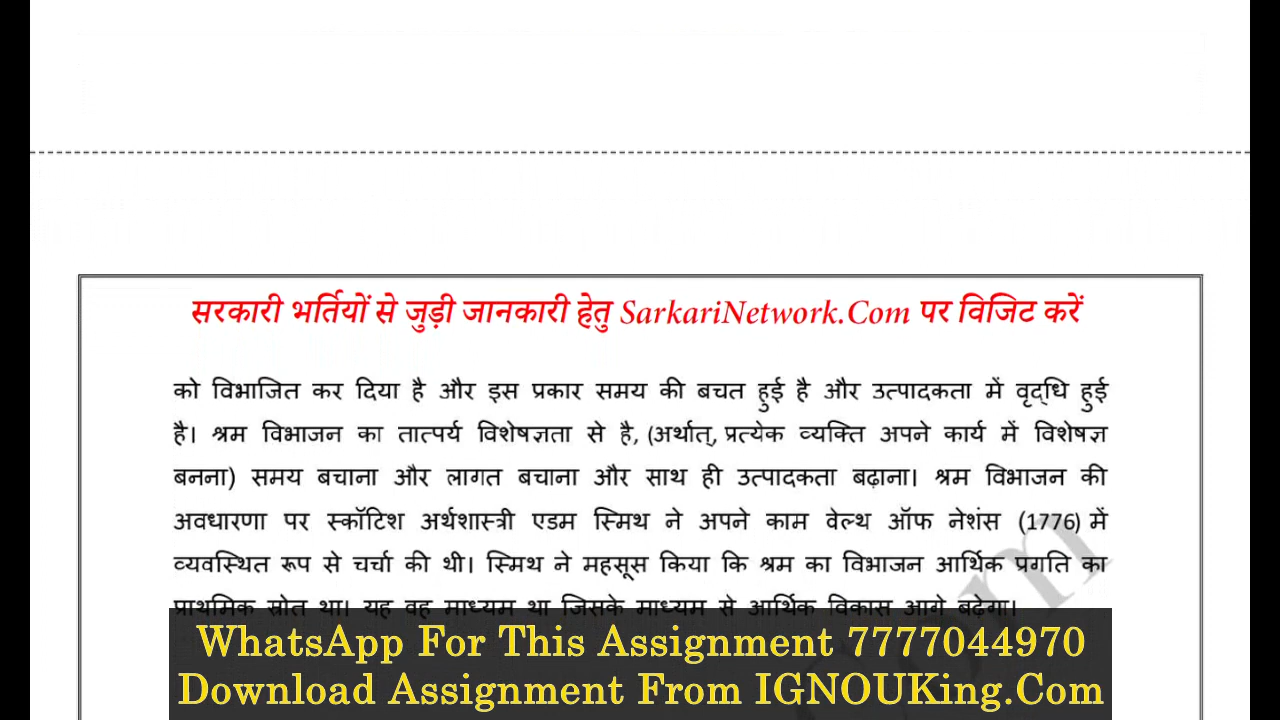 सरकारी भर्तियों से जुड़ी जानकारी हेतु SarkariNetwork.Com पर विजिट करें
को विभाजित कर दिया है और इस प्रकार समय की बचत हुई है और उत्पादकता में वृद्धि हुई
है। श्रम विभाजन का तात्पर्य विशेषज्ञता से है, (अर्थात्, प्रत्येक व्यक्ति अपने कार्य में विशेषज्ञ
बनना) समय बचाना और लागत बचाना और साथ ही उत्पादकता बढ़ाना। श्रम विभाजन की
अवधारणा पर स्कॉटिश अर्थशास्त्री एडम स्मिथ ने अपने काम वेल्थ ऑफ नेशंस (1776) में
व्यवस्थित रूप से चर्चा की थी। स्मिथ ने महसूस किया कि श्रम का विभाजन आर्थिक प्रगति का
प्राथमिक स्रोत था। यह वह माध्यम था जिसके माध्यम से आर्थिक विकास आगे बढ़ेगा।
WhatsApp For This Assignment 7777044970
Download Assignment From IGNOUKing.Com